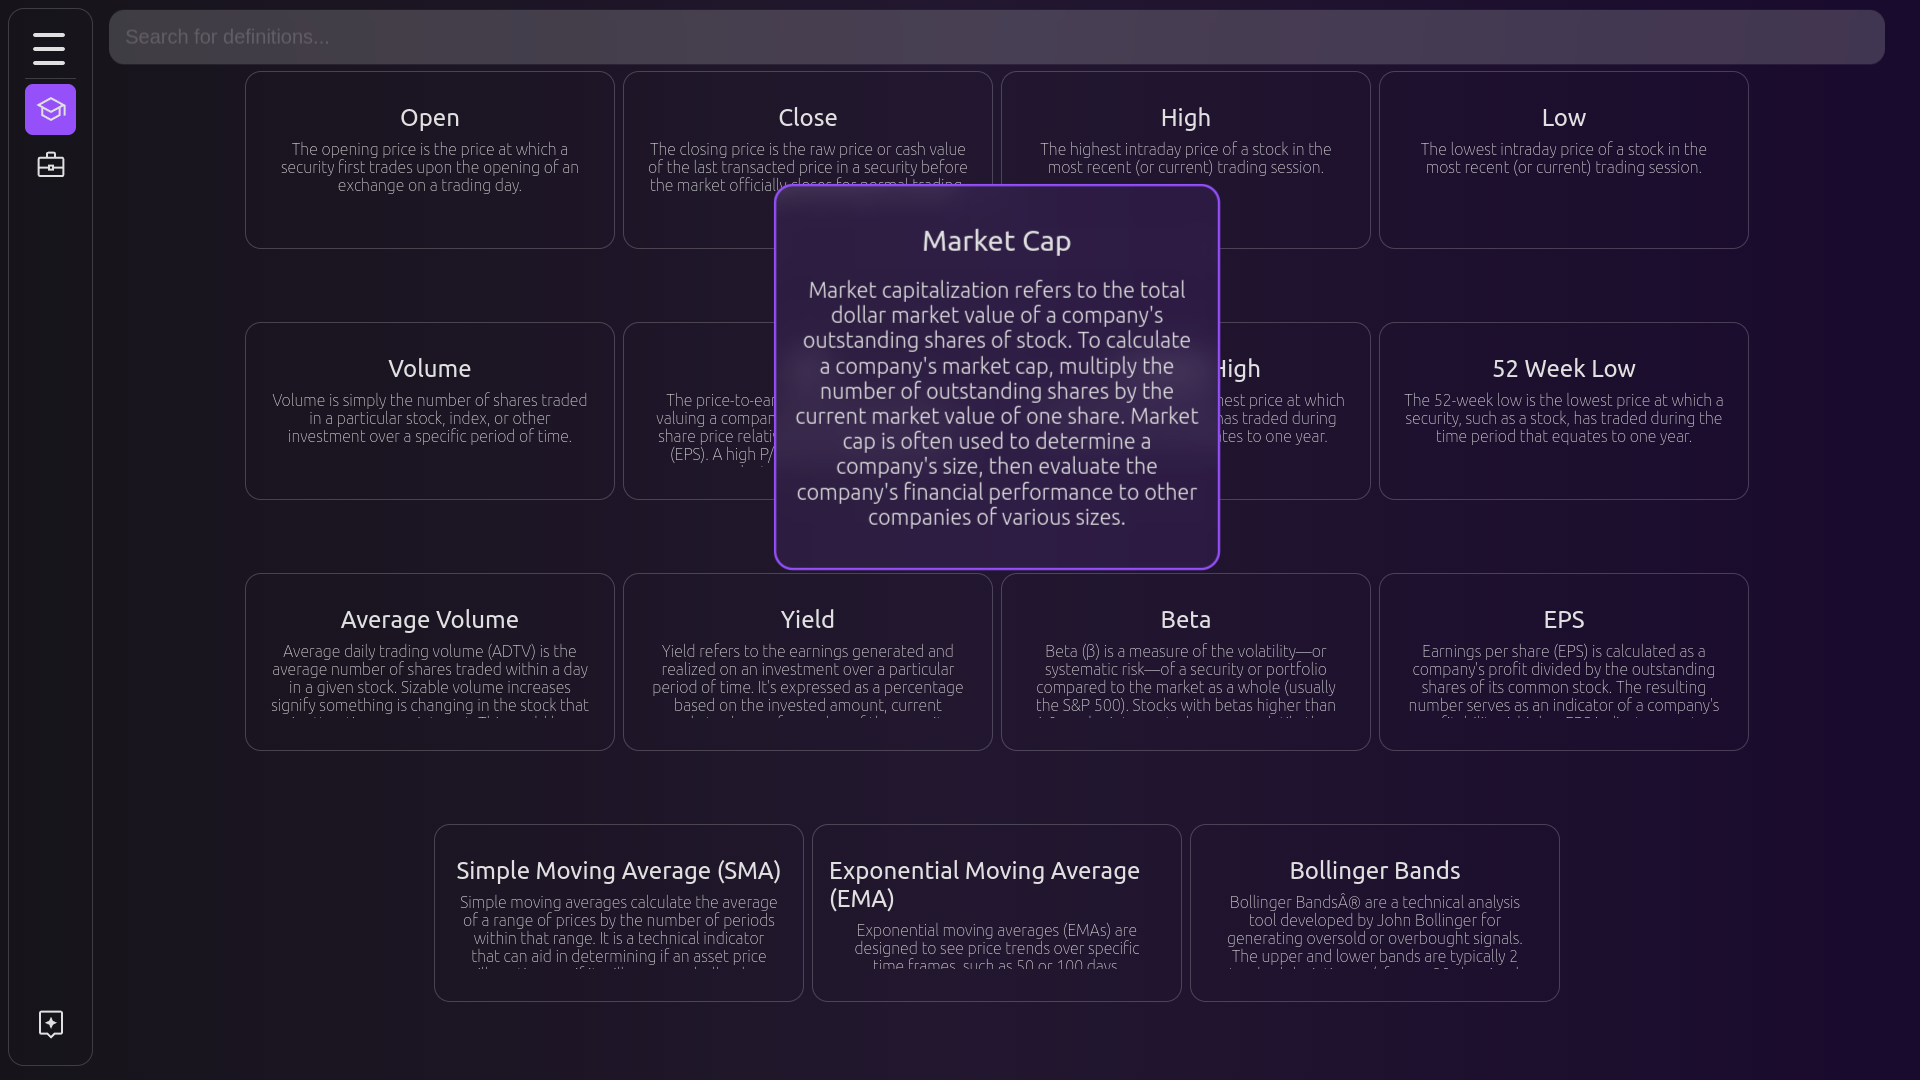 Search for definitions...
Open
The opening price is the price at which a
security first trades upon the opening of an
exchange on a trading day.
Close
The closing price is the raw price or cash value
of the last transacted price in a security before
the market officially closes for normal trading.
High
The highest intraday price of a stock in the
most recent (or current) trading session.
Low
The lowest intraday price of a stock in the
most recent (or current) trading session.
Market Cap
Market capitalization refers to the total
dollar market value of a company's
outstanding shares of stock. To calculate
a company's market cap, multiply the
number of outstanding shares by the
current market value of one share. Market
cap is often used to determine a
company's size, then evaluate the
company's financial performance to other
companies of various sizes.
Volume
Volume is simply the number of shares traded
in a particular stock, index, or other
investment over a specific period of time.
The price-to-ear
valuing a compan
share price relati
(EPS). A high P/
High
price at which
has traded during
to one year.
52 Week Low
The 52-week low is the lowest price at which a
security, such as a stock, has traded during the
time period that equates to one year.
Average Volume
Average daily trading volume (ADTV) is the
average number of shares traded within a day
in a given stock. Sizable volume increases
signify something is changing in the stock that
Yield
Yield refers to the earnings generated and
realized on an investment over a particular
period of time. It's expressed as a percentage
based on the invested amount, current
Beta
Beta (β) is a measure of the volatility—or
systematic risk—of a security or portfolio
compared to the market as a whole (usually
the S&P 500). Stocks with betas higher than
EPS
Earnings per share (EPS) is calculated as a
company's profit divided by the outstanding
shares of its common stock. The resulting
number serves as an indicator of a company's
Simple Moving Average (SMA)
Simple moving averages calculate the average
of a range of prices by the number of periods
within that range. It is a technical indicator
that can aid in determining if an asset price
Exponential Moving Average
(EMA)
Exponential moving averages (EMAs) are
designed to see price trends over specific
time frames, such as 50 or 100 days.
Bollinger Bands
Bollinger BandsÂ® are a technical analysis
tool developed by John Bollinger for
generating oversold or overbought signals.
The upper and lower bands are typically 2